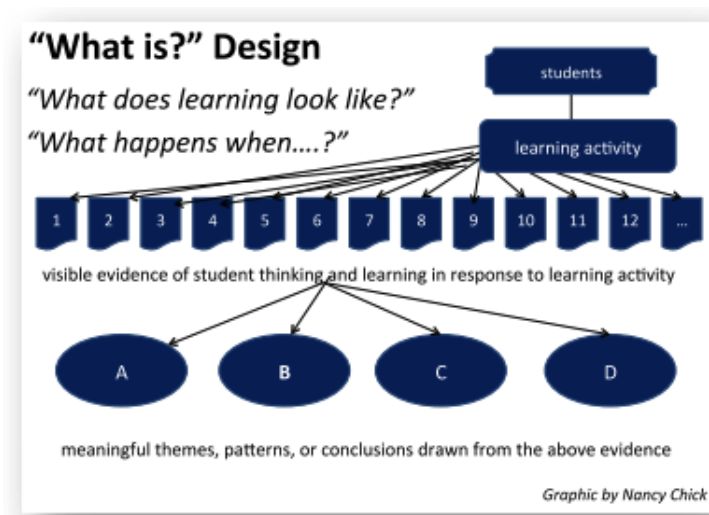 “What is?” Design
“What does learning look like?”
“What happens when....?”
students
learning activity
1 2 3 4 5 6 7 8 9 10 11 12 ...
visible evidence of student thinking and learning in response to learning activity
A B C D
meaningful themes, patterns, or conclusions drawn from the above evidence
Graphic by Nancy Chick